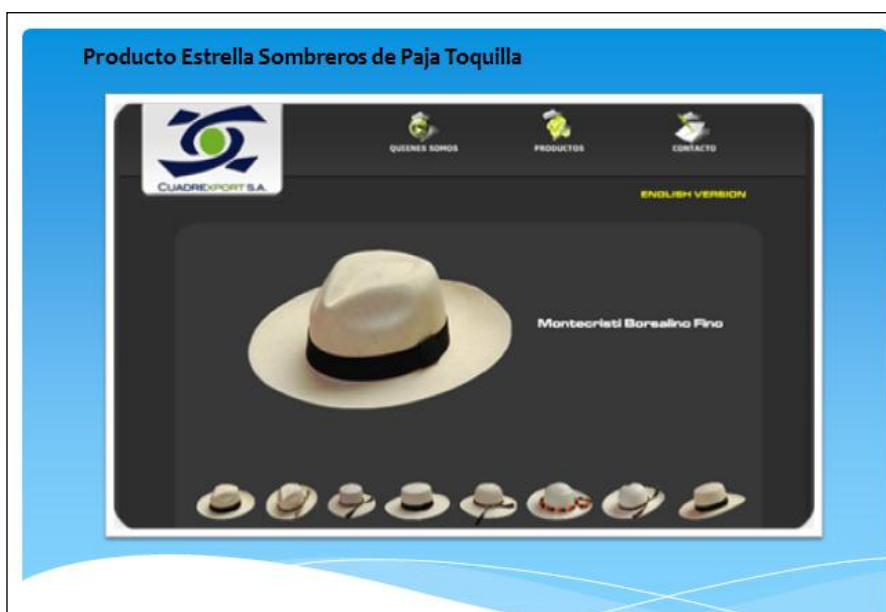 Producto Estrella Sombreros de Paja Toquilla
QUIENES SOMOS
PRODUCTOS
CONTACTO
CUADREXPORT S.A.
ENGLISH VERSION
Montecristi Borsalino Fino